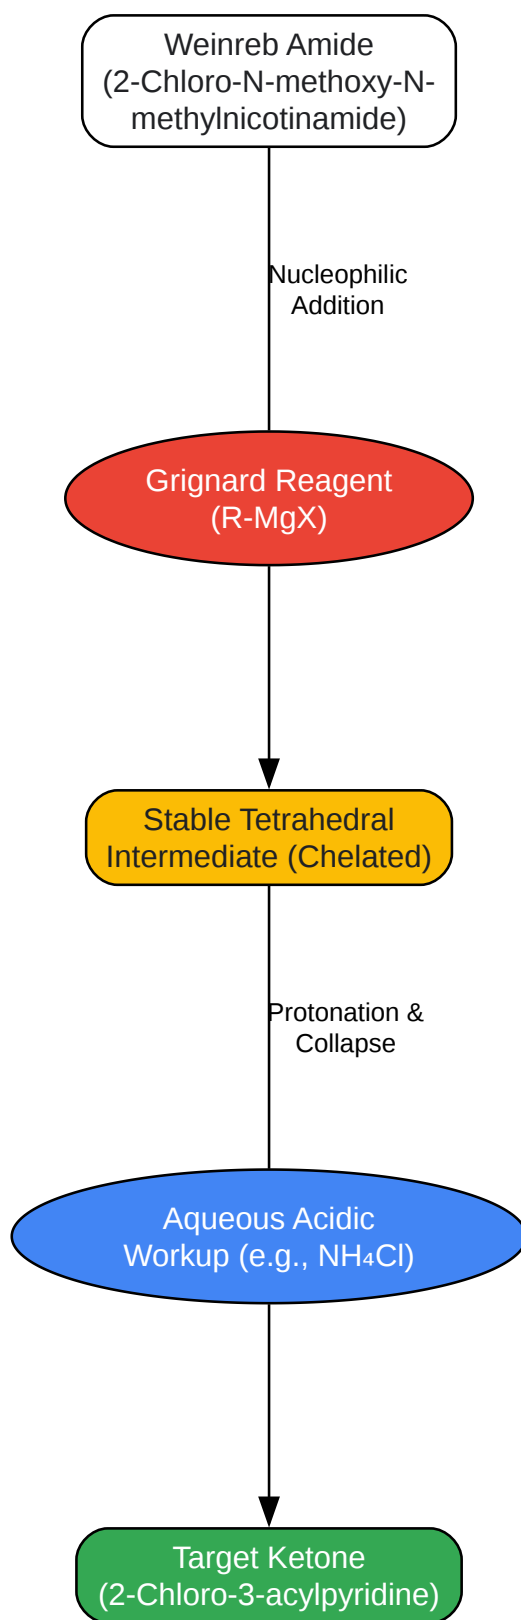 Weinreb Amide
(2-Chloro-N-methoxy-N-
methylnicotinamide)
Nucleophilic
Addition
Grignard Reagent
(R-MgX)
Stable Tetrahedral
Intermediate (Chelated)
Protonation &
Collapse
Aqueous Acidic
Workup (e.g., NH₄Cl)
Target Ketone
(2-Chloro-3-acylpyridine)